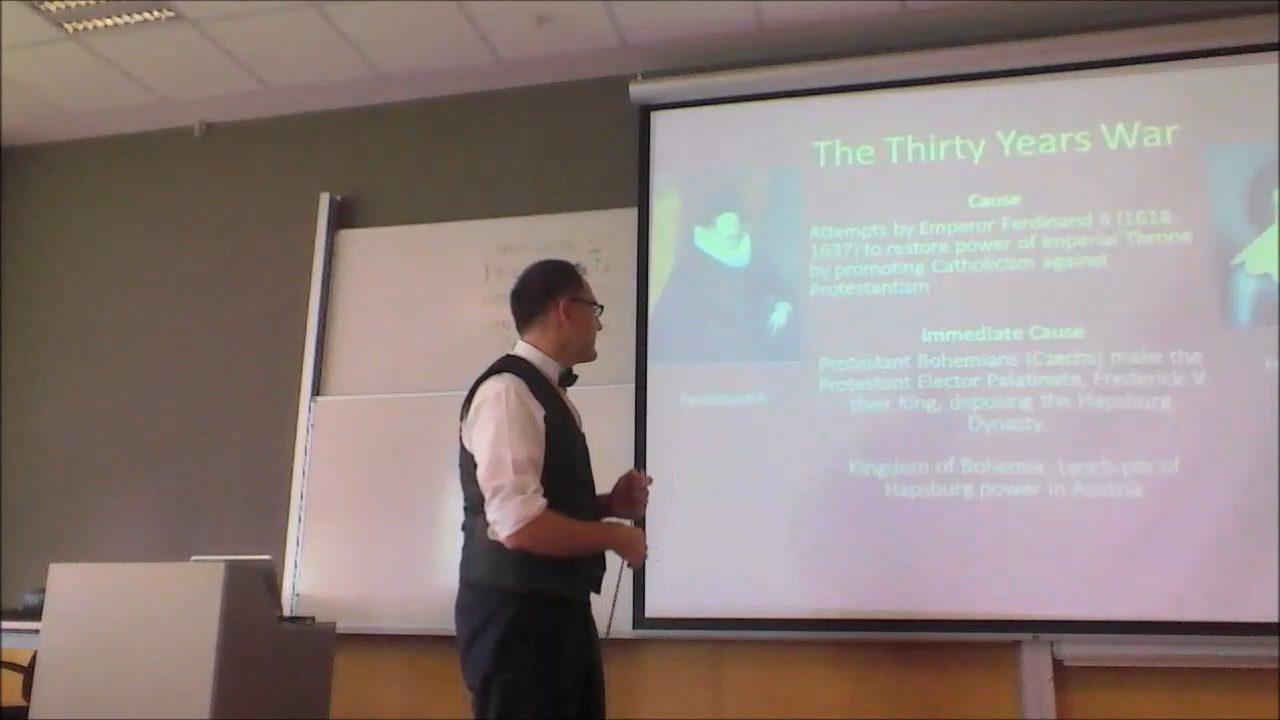 The Thirty Years War
Cause
Attempts by Emperor Ferdinand II (1618-
1637) to restore power of Imperial Throne
by promoting Catholicism against
Protestantism
Immediate Cause
Protestant Bohemians (Czechs) make the
Protestant Elector Palatinate, Frederick V
their King, deposing the Hapsburg
Dynasty.
Kingdom of Bohemia: Lynch-pin of
Hapsburg power in Austria